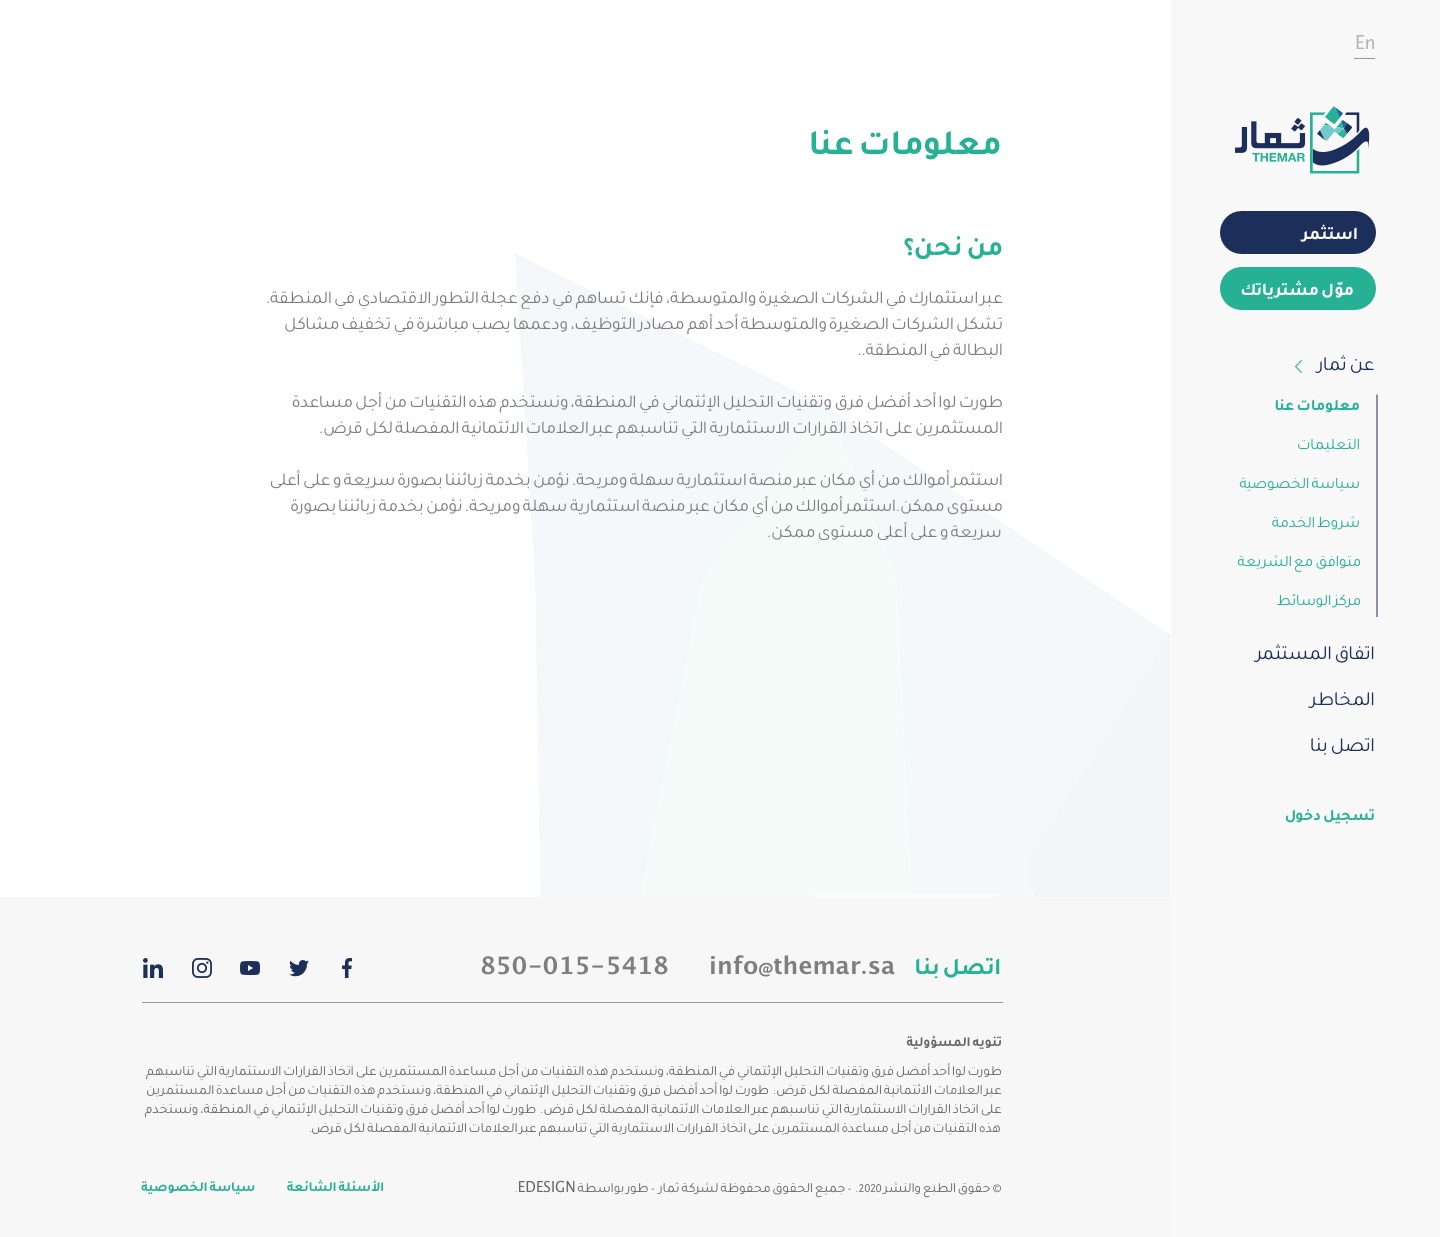 En
ثمار
THEMAR
استثمر
موّل مشترياتك
عن ثمار
معلومات عنا
التعليمات
سياسة الخصوصية
شروط الخدمة
متوافق مع الشريعة
مركز الوسائط
اتفاق المستثمر
المخاطر
اتصل بنا
تسجيل دخول
معلومات عنا
من نحن؟
عبر استثمارك في الشركات الصغيرة والمتوسطة، فإنك تساهم في دفع عجلة التطور الاقتصادي في المنطقة.
تشكل الشركات الصغيرة والمتوسطة أحد أهم مصادر التوظيف، ودعمها يصب مباشرة في تخفيف مشاكل
البطالة في المنطقة..
طورت لوا أحد أفضل فرق وتقنيات التحليل الإئتماني في المنطقة، ونستخدم هذه التقنيات من أجل مساعدة
المستثمرين على اتخاذ القرارات الاستثمارية التي تناسبهم عبر العلامات الائتمانية المفصلة لكل قرض.
استثمر أموالك من أي مكان عبر منصة استثمارية سهلة ومريحة. نؤمن بخدمة زبائننا بصورة سريعة و على أعلى
مستوى ممكن.استثمر أموالك من أي مكان عبر منصة استثمارية سهلة ومريحة. نؤمن بخدمة زبائننا بصورة
سريعة و على أعلى مستوى ممكن.
اتصل بنا info@themar.sa 850-015-5418
تنويه المسؤولية
طورت لوا أحد أفضل فرق وتقنيات التحليل الإئتماني في المنطقة، ونستخدم هذه التقنيات من أجل مساعدة المستثمرين على اتخاذ القرارات الاستثمارية التي تناسبهم
عبر العلامات الائتمانية المفصلة لكل قرض. طورت لوا أحد أفضل فرق وتقنيات التحليل الإئتماني في المنطقة، ونستخدم هذه التقنيات من أجل مساعدة المستثمرين
على اتخاذ القرارات الاستثمارية التي تناسبهم عبر العلامات الائتمانية المفصلة لكل قرض. طورت لوا أحد أفضل فرق وتقنيات التحليل الإئتماني في المنطقة، ونستخدم
هذه التقنيات من أجل مساعدة المستثمرين على اتخاذ القرارات الاستثمارية التي تناسبهم عبر العلامات الائتمانية المفصلة لكل قرض.
© حقوق الطبع والنشر 2020. - جميع الحقوق محفوظة لشركة ثمار - طور بواسطة EDESIGN.
الأسئلة الشائعة
سياسة الخصوصية